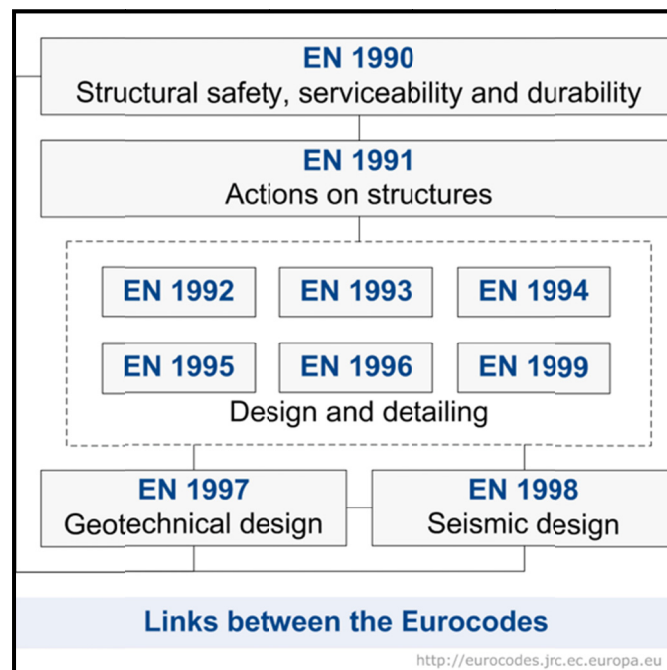 EN 1990
Structural safety, serviceability and durability
EN 1991
Actions on structures
EN 1992 EN 1993 EN 1994
EN 1995 EN 1996 EN 1999
Design and detailing
EN 1997 EN 1998
Geotechnical design Seismic design
Links between the Eurocodes
http://eurocodes.jrc.ec.europa.eu